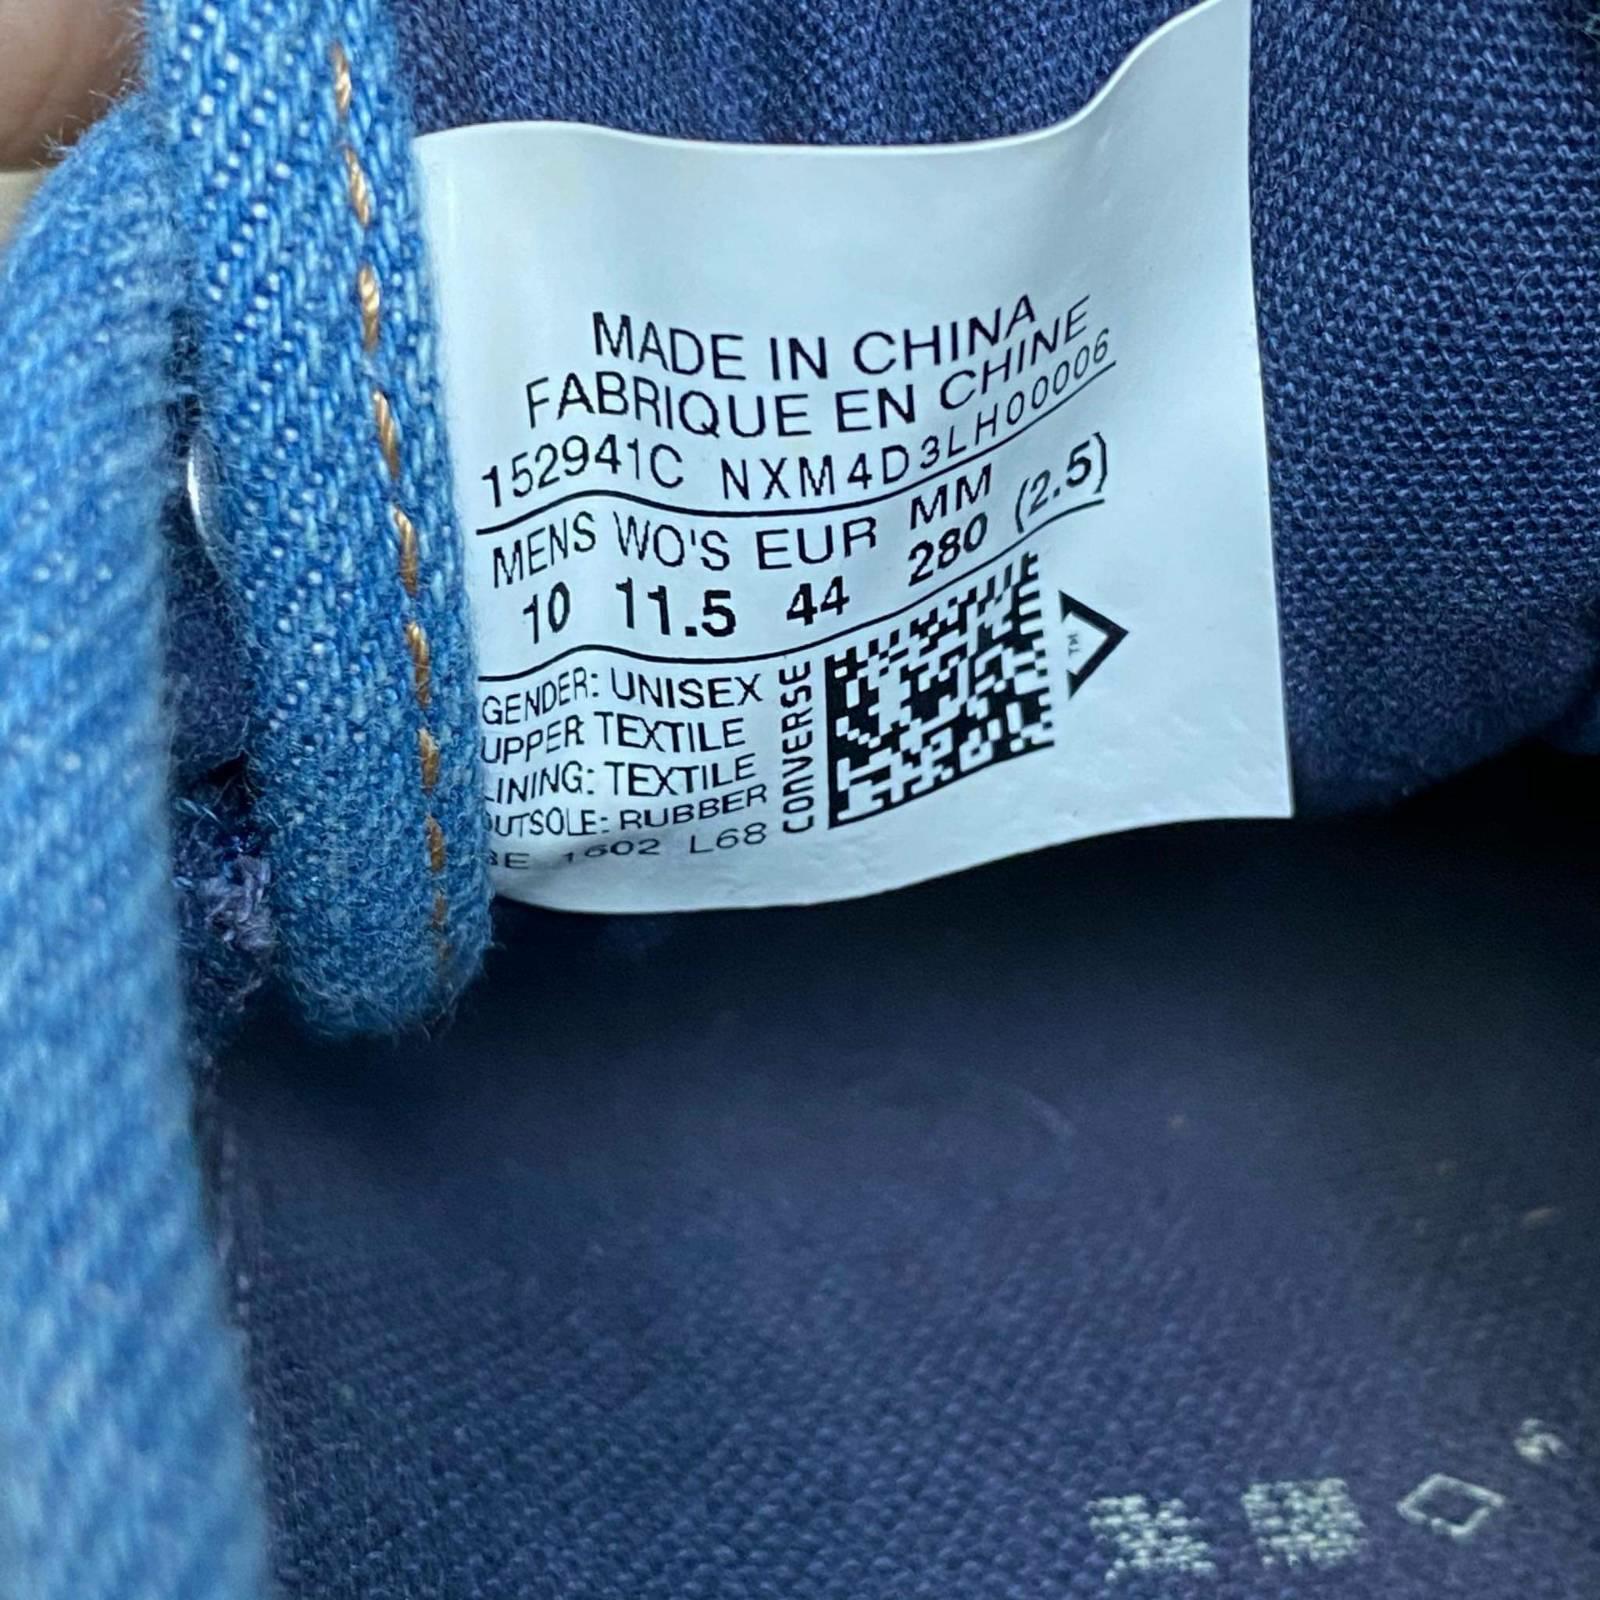 MADE IN CHINA
FABRIQUE EN CHINE
152941C NXM4D3LH00006
MENS WO'S EUR MM
10 11.5 44 280 (2.5)
GENDER: UNISEX
UPPER TEXTILE
LINING: TEXTILE
OUTSOLE: RUBBER
1602 L68
CONVERSE
TM